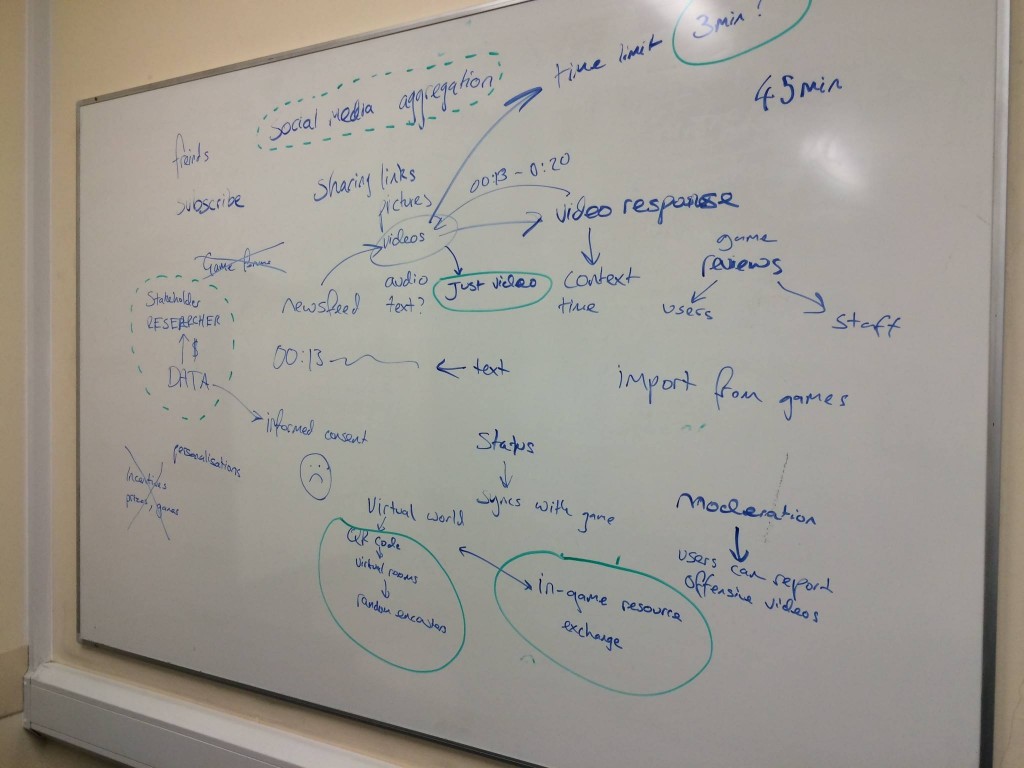 3min?
time limit
45min
social media aggregation
freinds
subscribe
Sharing links
pictures
videos
00:13 - 0:20
video response
game
reviews
users
staff
Game
newsfeed
audio
text?
Just video
Context
time
Stakeholder
RESEARCHER
$
DATA
00:13
text
import from games
informed consent
personalisations
Incentives
prizes, games
Status
syncs with game
Virtual world
QR code
virtual rooms
random encounters
in-game resource
exchange
Moderation
users can report
offensive videos